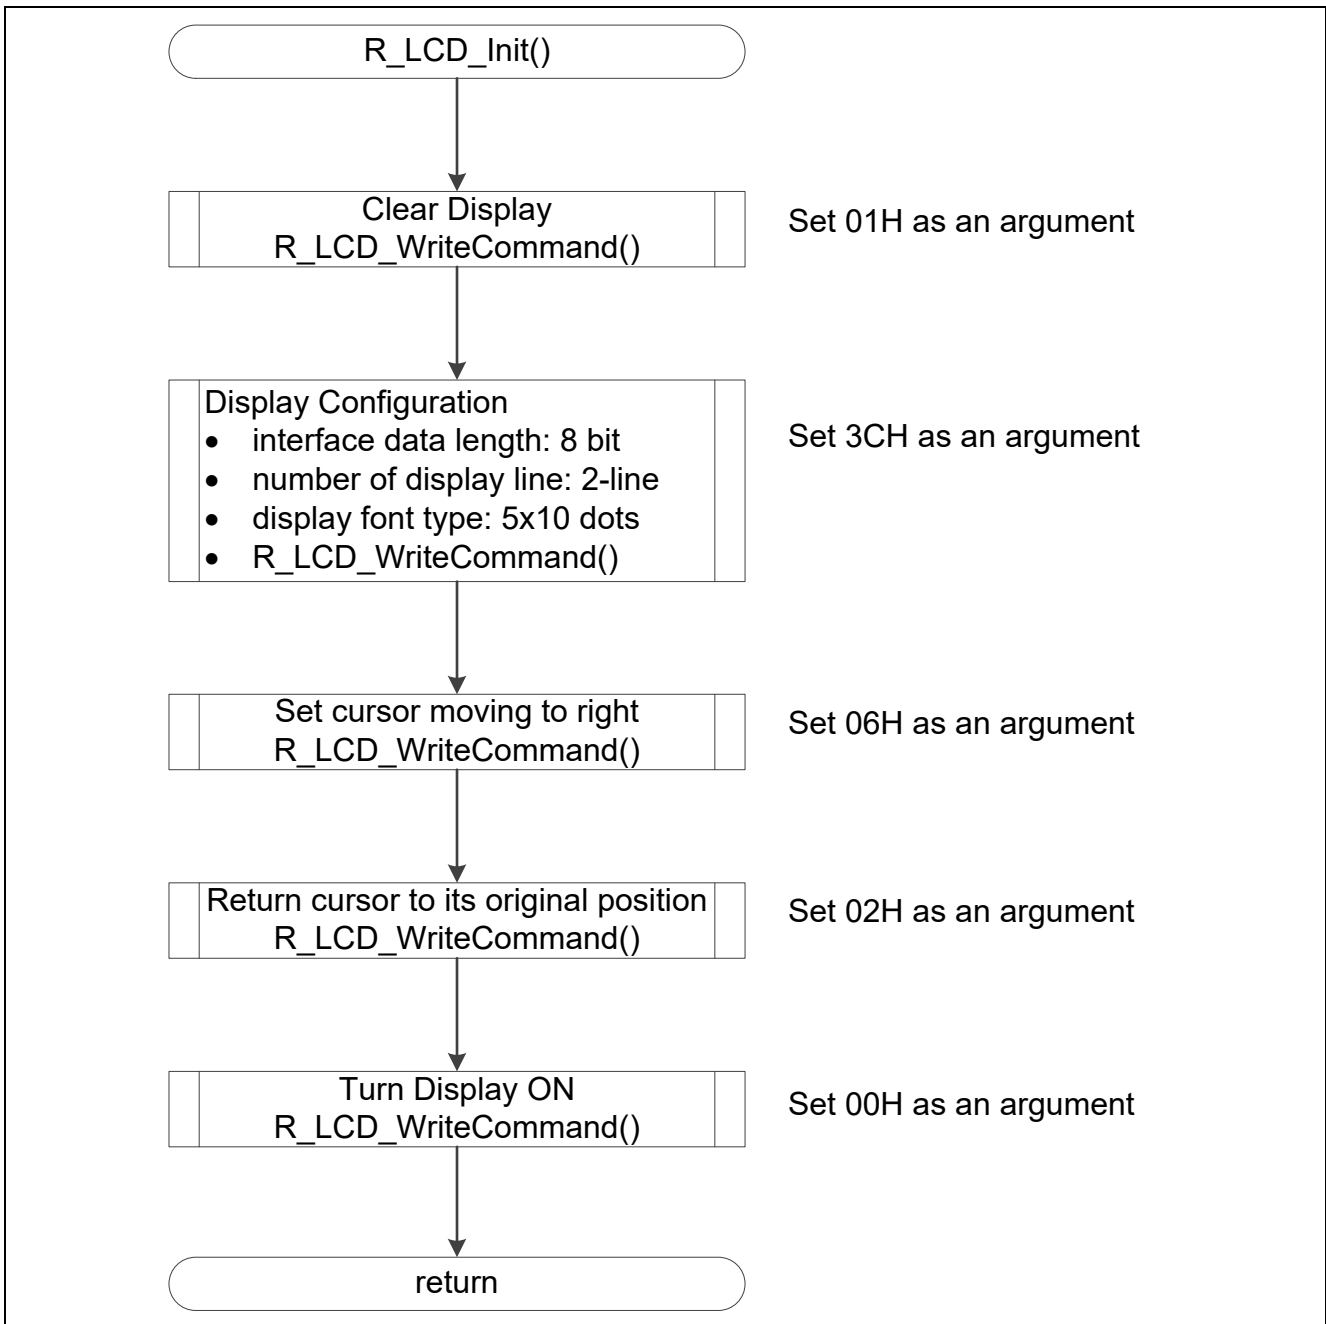 R_LCD_Init()
Clear Display
R_LCD_WriteCommand()
Set 01H as an argument
Display Configuration
• interface data length: 8 bit
• number of display line: 2-line
• display font type: 5x10 dots
• R_LCD_WriteCommand()
Set 3CH as an argument
Set cursor moving to right
R_LCD_WriteCommand()
Set 06H as an argument
Return cursor to its original position
R_LCD_WriteCommand()
Set 02H as an argument
Turn Display ON
R_LCD_WriteCommand()
Set 00H as an argument
return